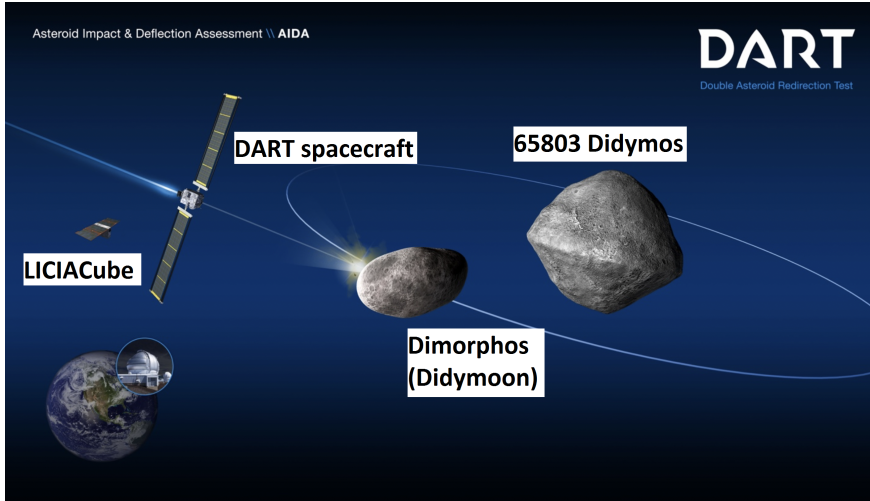 Asteroid Impact & Deflection Assessment \\ AIDA
DART
Double Asteroid Redirection Test
DART spacecraft
65803 Didymos
LICIACube
Dimorphos
(Didymoon)